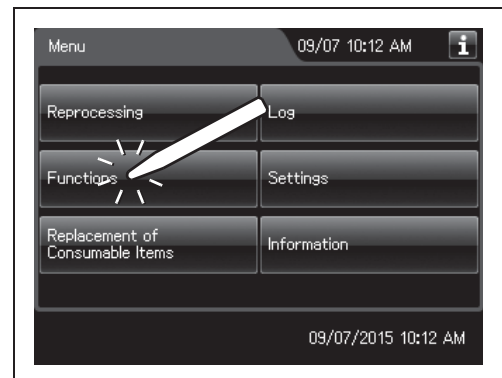 Menu
09/07 10:12 AM
i
Reprocessing
Log
Functions
Settings
Replacement of
Consumable Items
Information
09/07/2015 10:12 AM